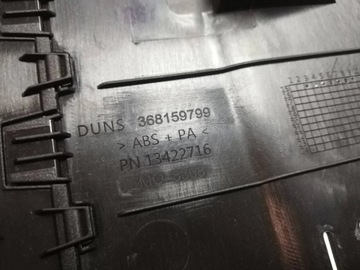 DUNS 368159799
> ABS + PA <
PN 13422716